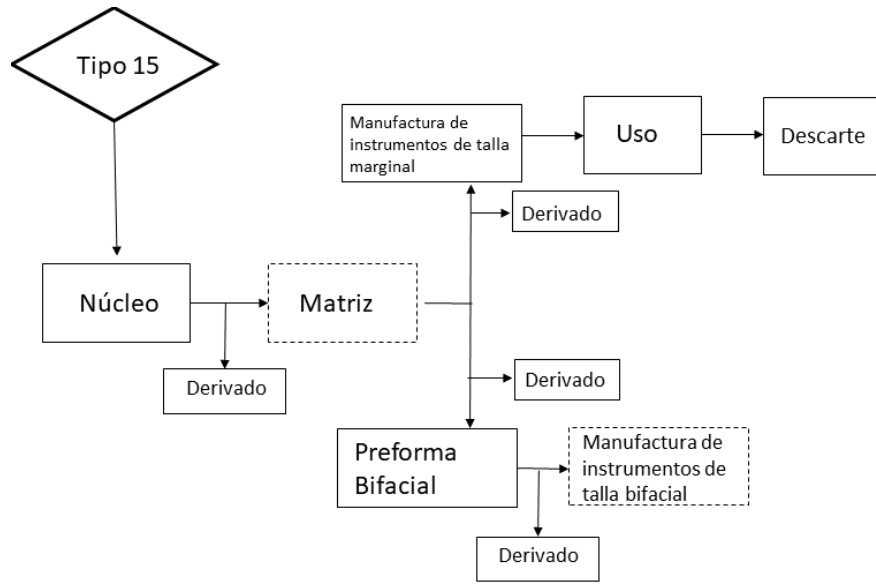 Tipo 15
Manufactura de
instrumentos de talla
marginal
Uso
Descarte
Derivado
Núcleo
Matriz
Derivado
Derivado
Preforma
Bifacial
Manufactura de
instrumentos de
talla bifacial
Derivado